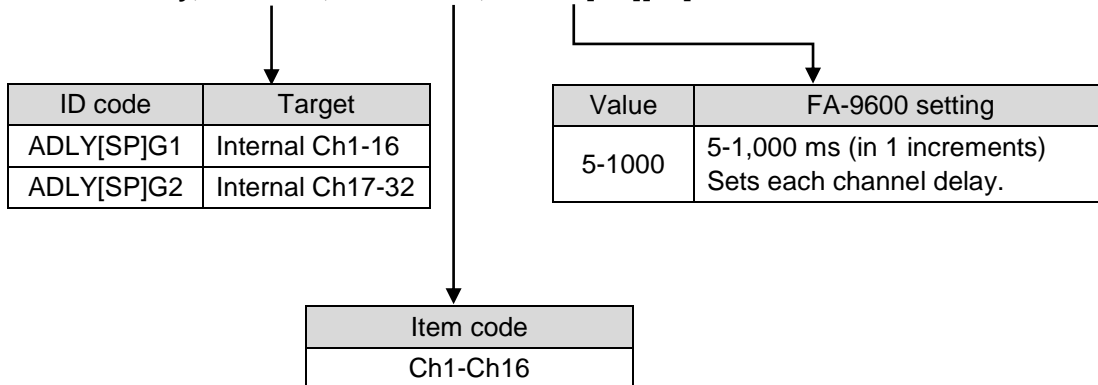 ID code Target
ADLY[SP]G1 Internal Ch1-16
ADLY[SP]G2 Internal Ch17-32
Value FA-9600 setting
5-1000 5-1,000 ms (in 1 increments)
Sets each channel delay.
Item code
Ch1-Ch16